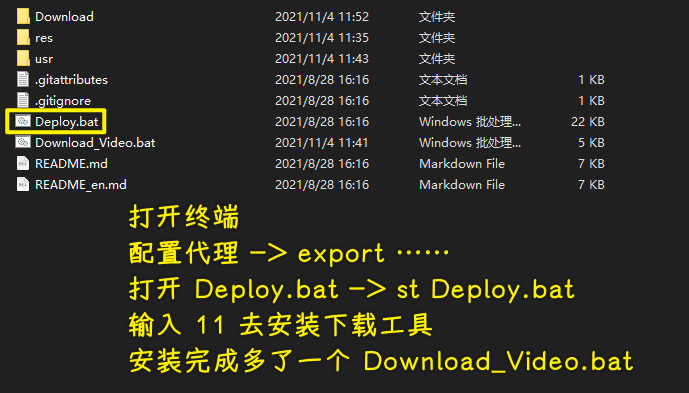 Download 2021/11/4 11:52 文件夹
res 2021/11/4 11:35 文件夹
usr 2021/11/4 11:43 文件夹
.gitattributes 2021/8/28 16:16 文本文档 1 KB
.gitignore 2021/8/28 16:16 文本文档 1 KB
Deploy.bat 2021/8/28 16:16 Windows 批处理... 22 KB
Download_Video.bat 2021/11/4 11:41 Windows 批处理... 5 KB
README.md 2021/8/28 16:16 Markdown File 7 KB
README_en.md 2021/8/28 16:16 Markdown File 7 KB
打开终端
配置代理 -> export ……
打开 Deploy.bat -> st Deploy.bat
输入 11 去安装下载工具
安装完成多了一个 Download_Video.bat